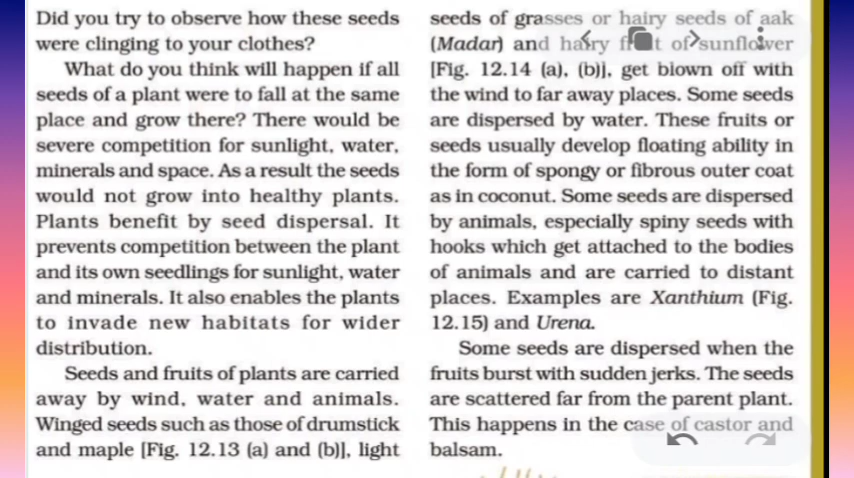 Did you try to observe how these seeds
were clinging to your clothes?
What do you think will happen if all
seeds of a plant were to fall at the same
place and grow there? There would be
severe competition for sunlight, water,
minerals and space. As a result the seeds
would not grow into healthy plants.
Plants benefit by seed dispersal. It
prevents competition between the plant
and its own seedlings for sunlight, water
and minerals. It also enables the plants
to invade new habitats for wider
distribution.
Seeds and fruits of plants are carried
away by wind, water and animals.
Winged seeds such as those of drumstick
and maple [Fig. 12.13 (a) and (b)], light
seeds of grasses or hairy seeds of aak
(Madar) and hairy of sunflower
[Fig. 12.14 (a), (b)], get blown off with
the wind to far away places. Some seeds
are dispersed by water. These fruits or
seeds usually develop floating ability in
the form of spongy or fibrous outer coat
as in coconut. Some seeds are dispersed
by animals, especially spiny seeds with
hooks which get attached to the bodies
of animals and are carried to distant
places. Examples are Xanthium (Fig.
12.15) and Urena.
Some seeds are dispersed when the
fruits burst with sudden jerks. The seeds
are scattered far from the parent plant.
This happens in the case of castor and
balsam.